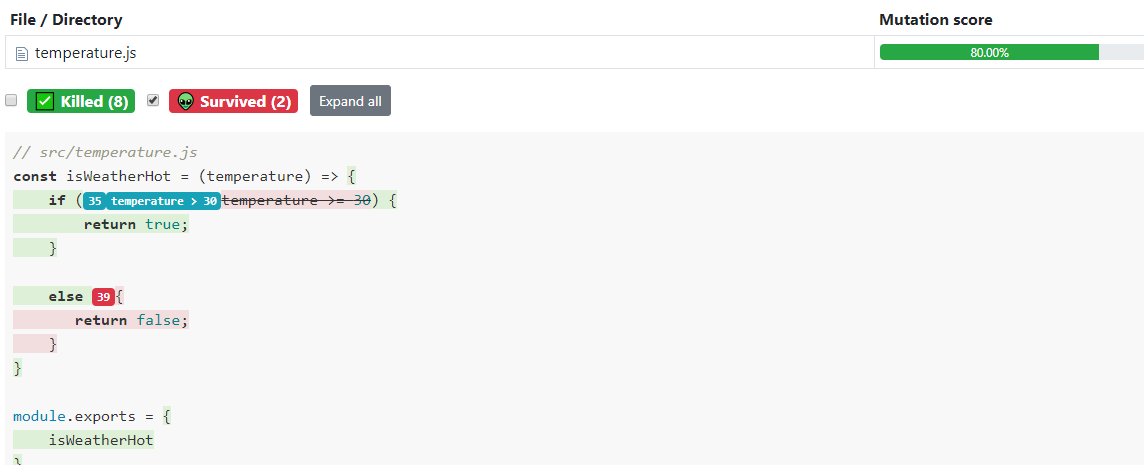 File / Directory Mutation score
temperature.js 80.00%
Killed (8) Survived (2) Expand all
// src/temperature.js
const isWeatherHot = (temperature) => {
if (35 temperature > 30 temperature >= 30) {
return true;
}
else 39 {
return false;
}
}
module.exports = {
isWeatherHot
}